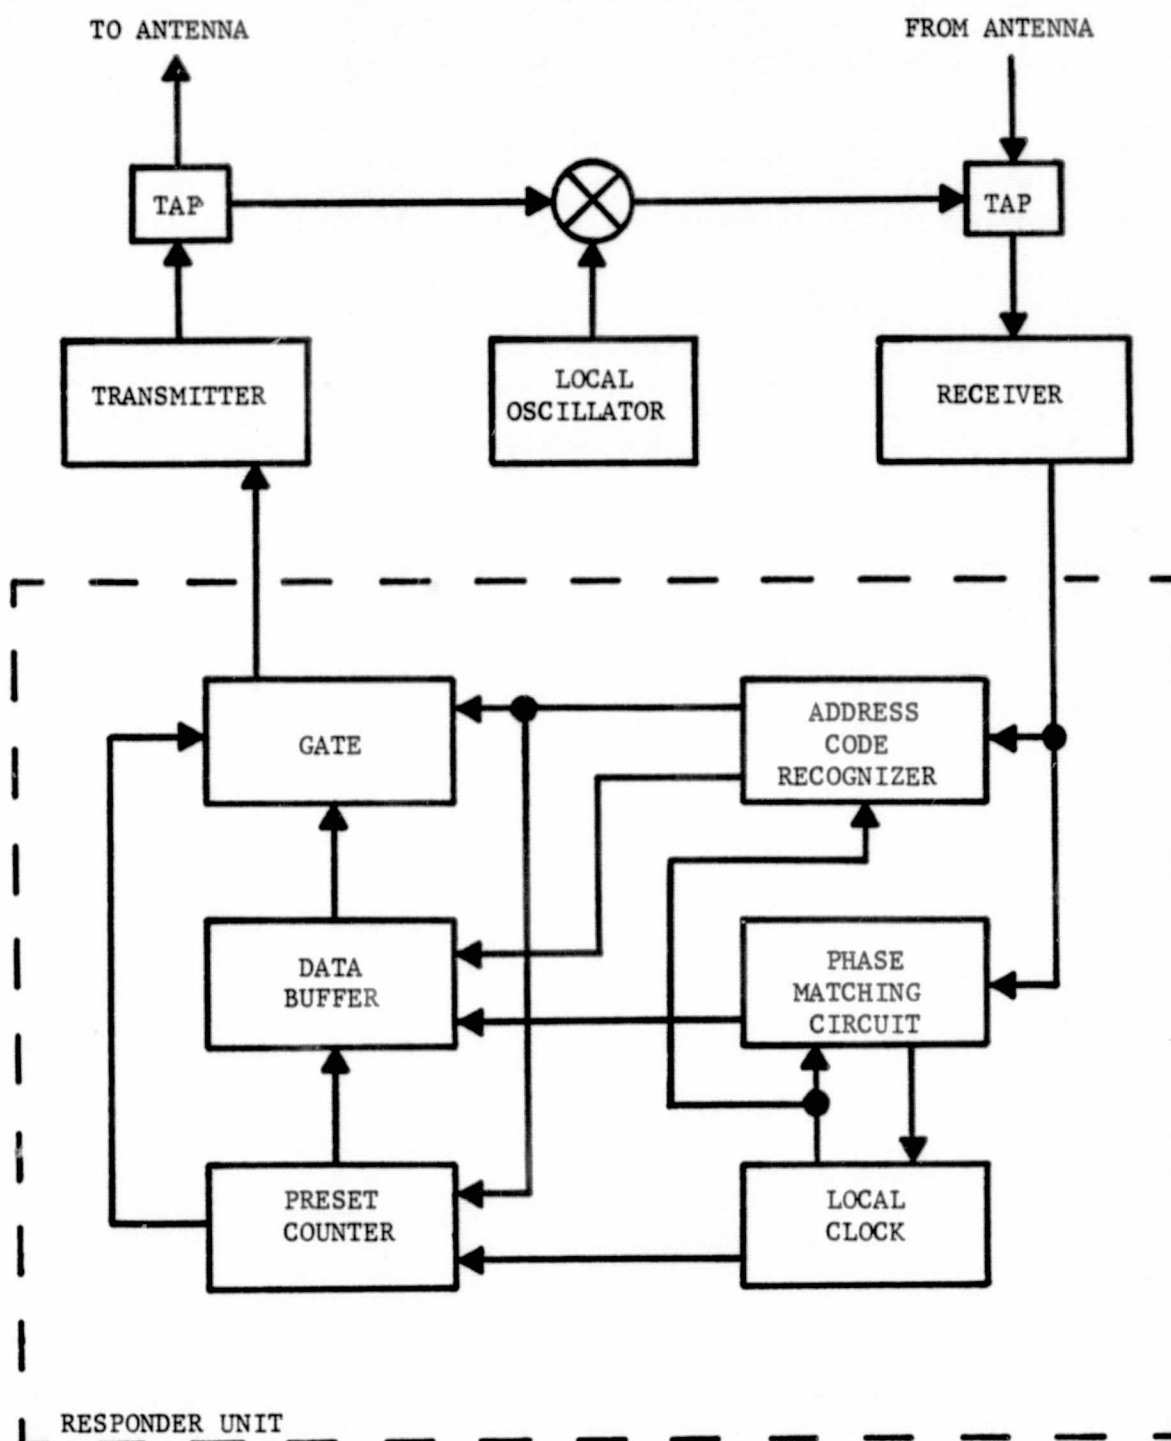 TO ANTENNA
FROM ANTENNA
TAP
TAP
TRANSMITTER
LOCAL
OSCILLATOR
RECEIVER
GATE
ADDRESS
CODE
RECOGNIZER
DATA
BUFFER
PHASE
MATCHING
CIRCUIT
PRESET
COUNTER
LOCAL
CLOCK
RESPONDER UNIT